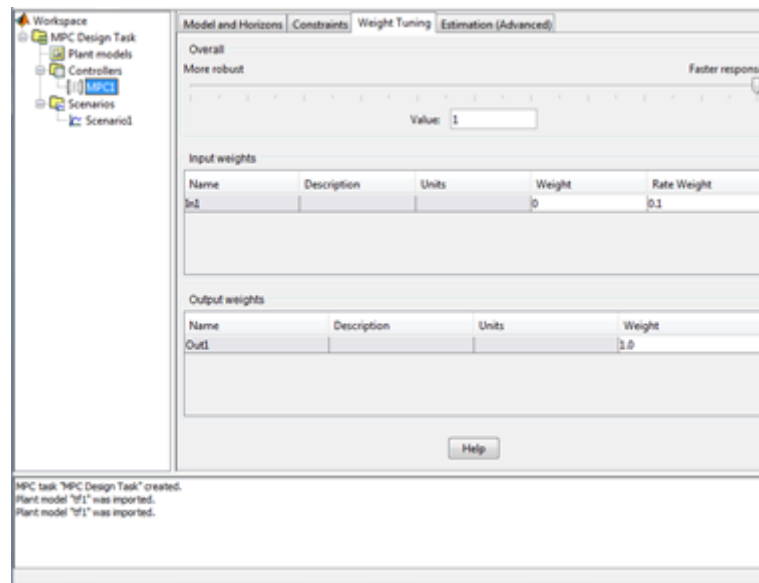 Workspace
MPC Design Task
Plant models
Controllers
MPC1
Scenarios
Scenario1
Model and Horizons Constraints Weight Tuning Estimation (Advanced)
Overall
More robust Faster respons
Value: 1
Input weights
Name Description Units Weight Rate Weight
In1 0 0.1
Output weights
Name Description Units Weight
Out1 1.0
Help
MPC task "MPC Design Task" created.
Plant model "tf1" was imported.
Plant model "tf1" was imported.